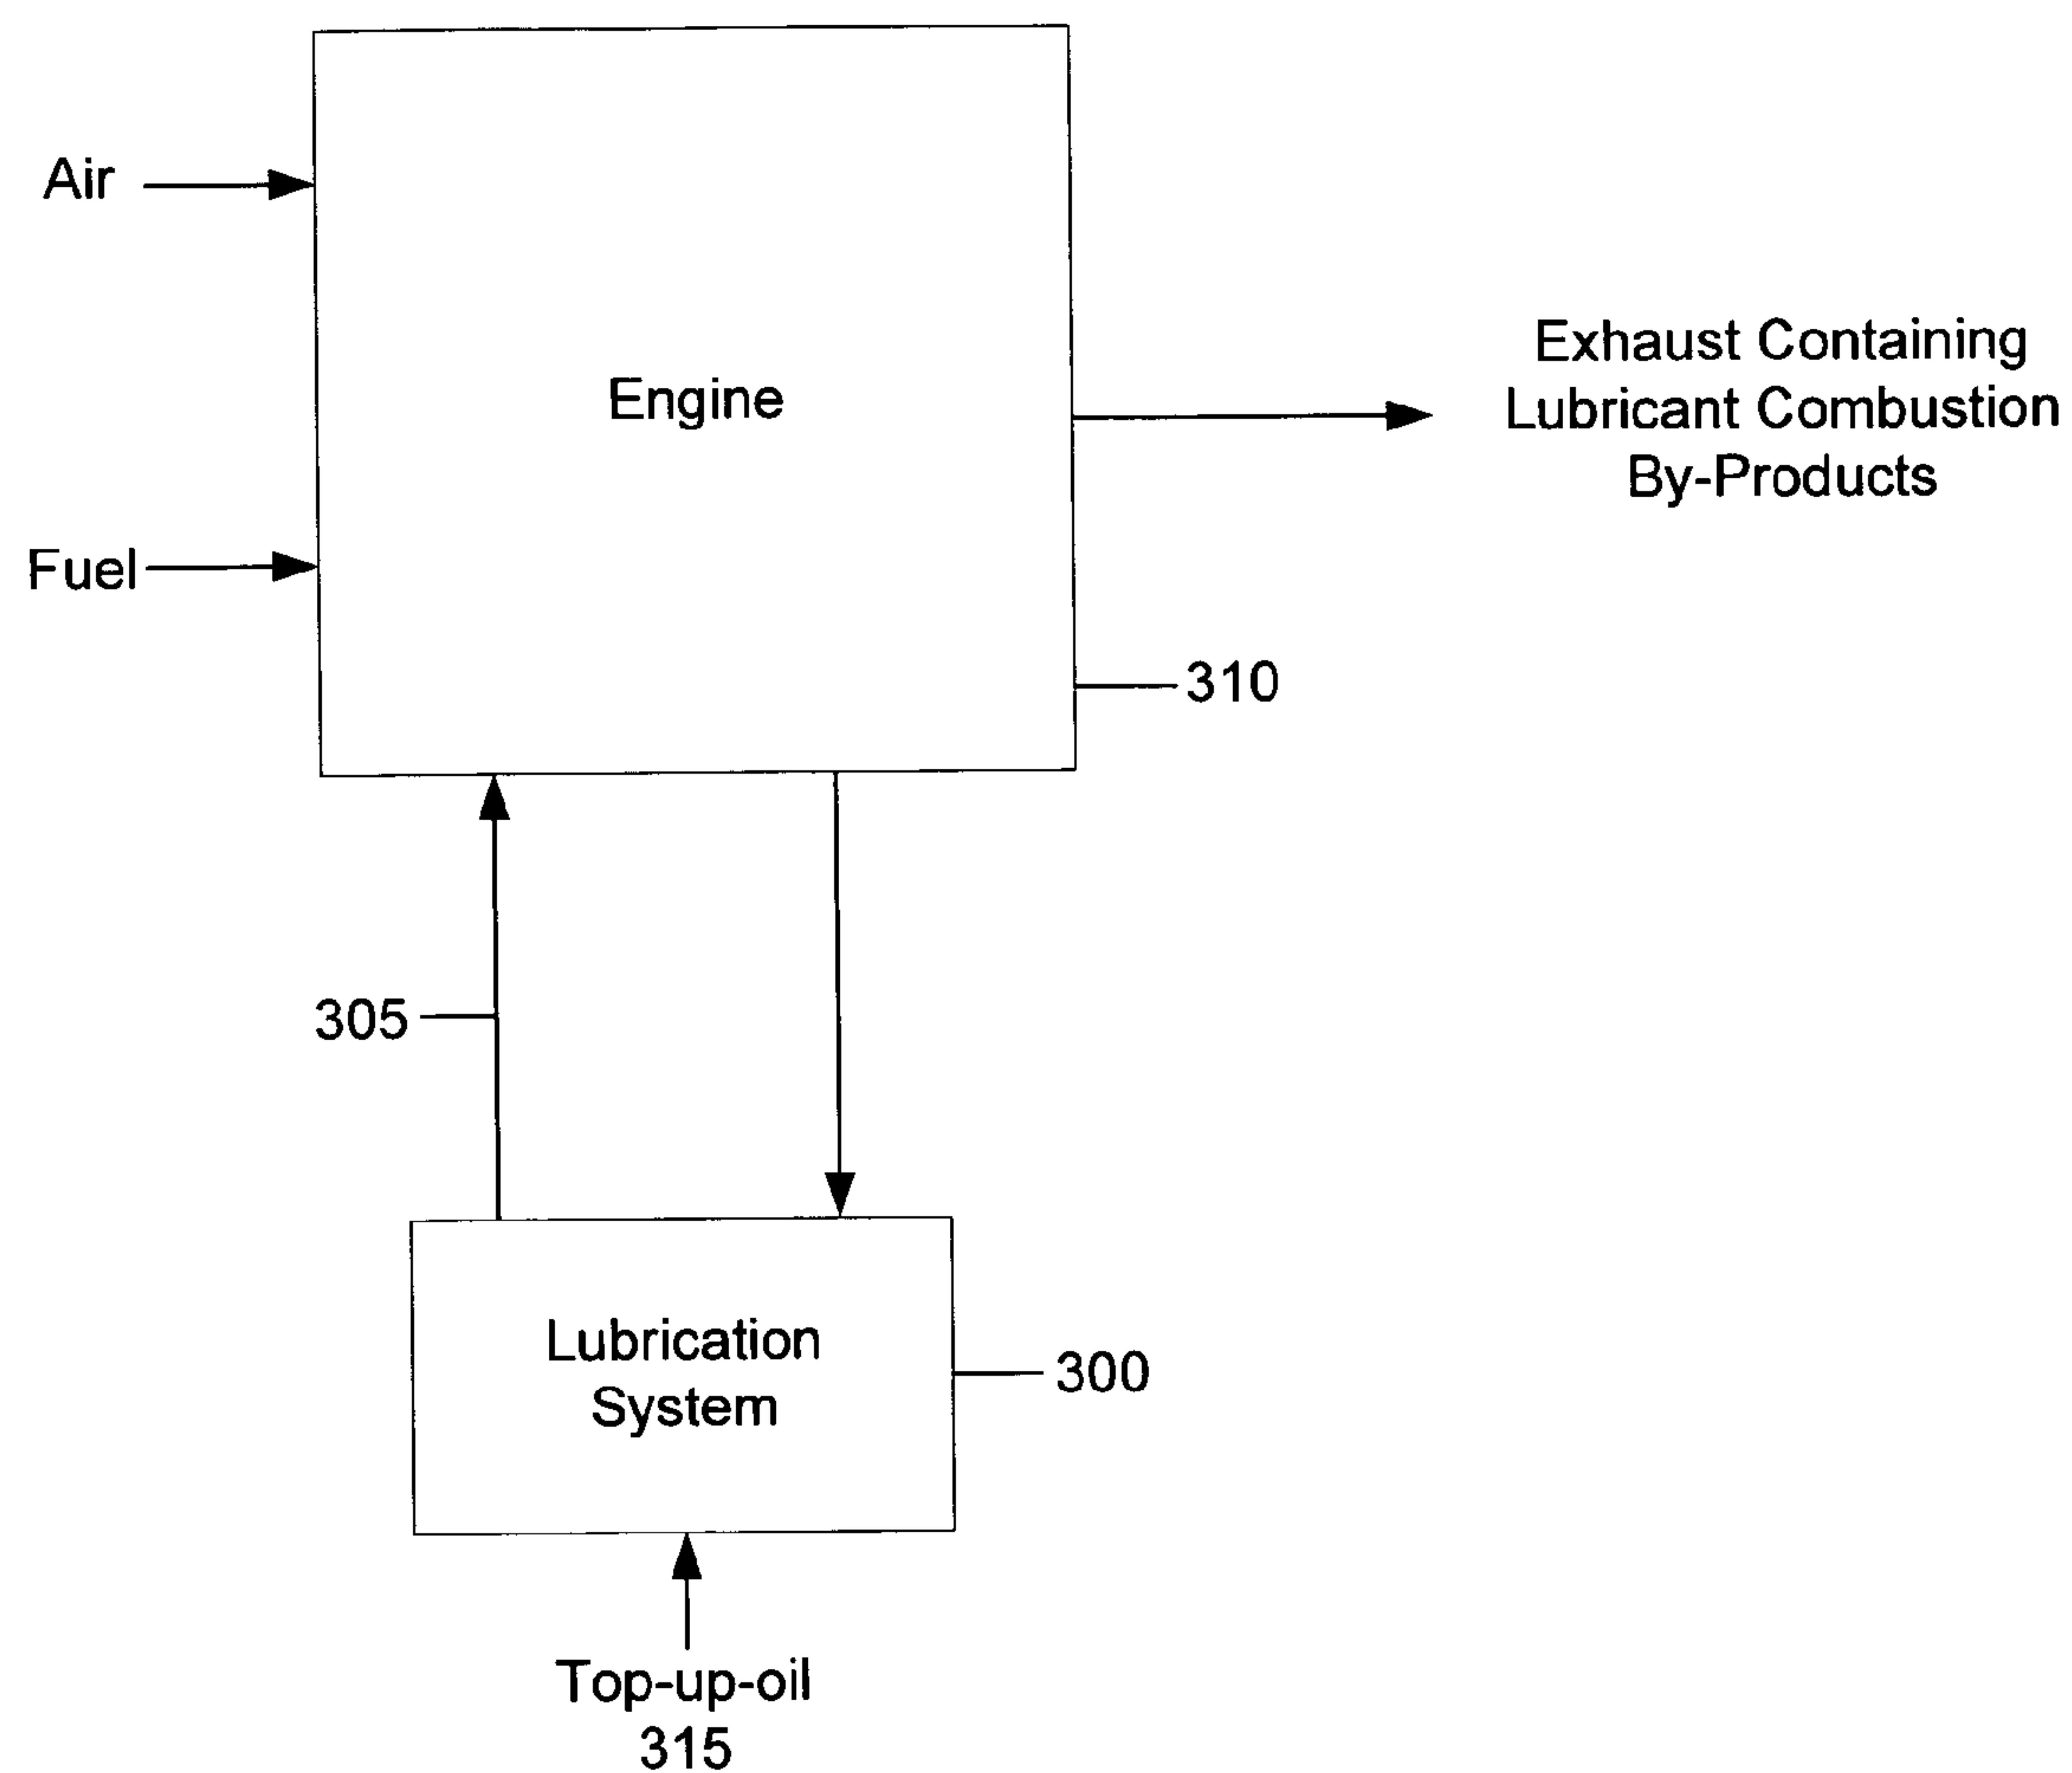 Air
Engine
Exhaust Containing
Lubricant Combustion
By-Products
Fuel
310
305
Lubrication
System
300
Top-up-oil
315